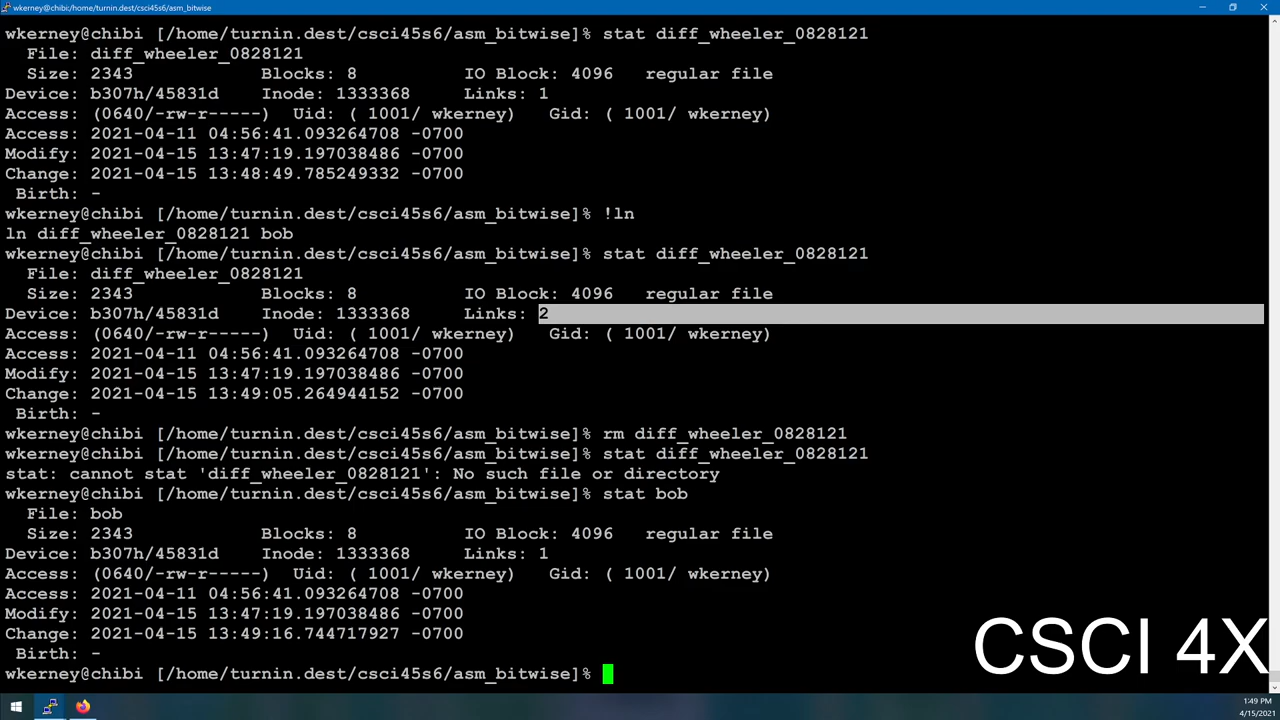 wkerney@chibi/home/turnin.dest/csci45s6/asm_bitwise
wkerney@chibi [/home/turnin.dest/csci45s6/asm_bitwise]% stat diff_wheeler_0828121
File: diff_wheeler_0828121
Size: 2343 Blocks: 8 IO Block: 4096 regular file
Device: b307h/45831d Inode: 1333368 Links: 1
Access: (0640/-rw-r-----) Uid: ( 1001/ wkerney) Gid: ( 1001/ wkerney)
Access: 2021-04-11 04:56:41.093264708 -0700
Modify: 2021-04-15 13:47:19.197038486 -0700
Change: 2021-04-15 13:48:49.785249332 -0700
Birth: -
wkerney@chibi [/home/turnin.dest/csci45s6/asm_bitwise]% !ln
ln diff_wheeler_0828121 bob
wkerney@chibi [/home/turnin.dest/csci45s6/asm_bitwise]% stat diff_wheeler_0828121
File: diff_wheeler_0828121
Size: 2343 Blocks: 8 IO Block: 4096 regular file
Device: b307h/45831d Inode: 1333368 Links: 2
Access: (0640/-rw-r-----) Uid: ( 1001/ wkerney) Gid: ( 1001/ wkerney)
Access: 2021-04-11 04:56:41.093264708 -0700
Modify: 2021-04-15 13:47:19.197038486 -0700
Change: 2021-04-15 13:49:05.264944152 -0700
Birth: -
wkerney@chibi [/home/turnin.dest/csci45s6/asm_bitwise]% rm diff_wheeler_0828121
wkerney@chibi [/home/turnin.dest/csci45s6/asm_bitwise]% stat diff_wheeler_0828121
stat: cannot stat 'diff_wheeler_0828121': No such file or directory
wkerney@chibi [/home/turnin.dest/csci45s6/asm_bitwise]% stat bob
File: bob
Size: 2343 Blocks: 8 IO Block: 4096 regular file
Device: b307h/45831d Inode: 1333368 Links: 1
Access: (0640/-rw-r-----) Uid: ( 1001/ wkerney) Gid: ( 1001/ wkerney)
Access: 2021-04-11 04:56:41.093264708 -0700
Modify: 2021-04-15 13:47:19.197038486 -0700
Change: 2021-04-15 13:49:16.744717927 -0700
Birth: -
wkerney@chibi [/home/turnin.dest/csci45s6/asm_bitwise]%
CSCI 4X
1:49 PM
4/15/2021